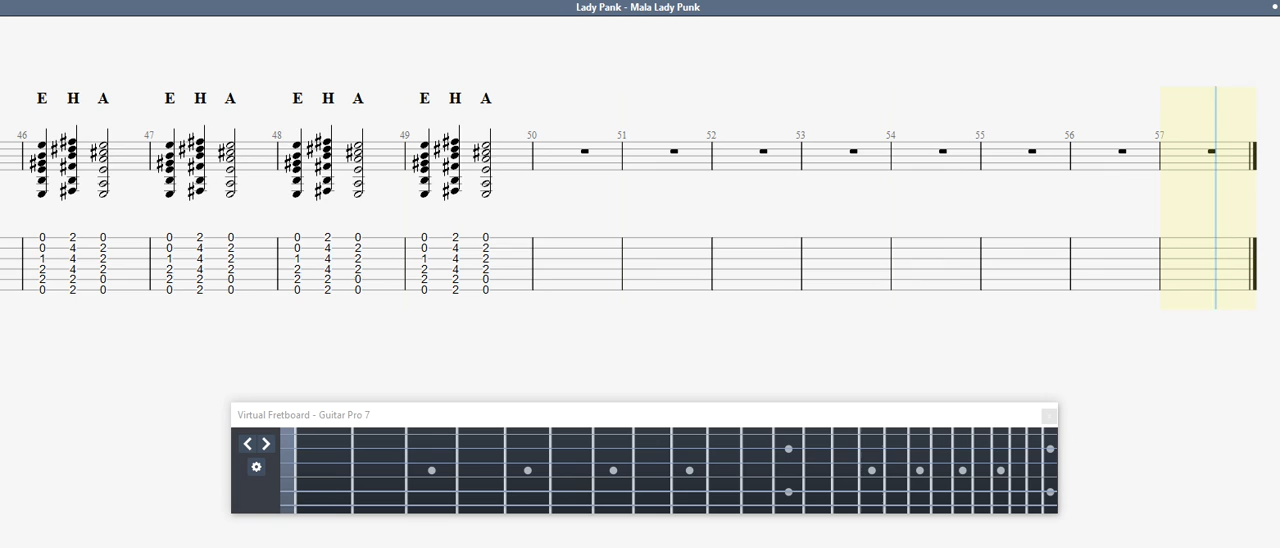 Lady Pank - Mala Lady Punk
E H A E H A E H A E H A
46 47 48 49 50 51 52 53 54 55 56 57
0 2 0 0 2 0 0 2 0 0 2 0
0 4 2 0 4 2 0 4 2 0 4 2
1 4 2 1 4 2 1 4 2 1 4 2
2 4 2 2 4 2 2 4 2 2 4 2
2 2 0 2 2 0 2 2 0 2 2 0
0 2 0 0 2 0 0 2 0 0 2 0
Virtual Fretboard - Guitar Pro 7